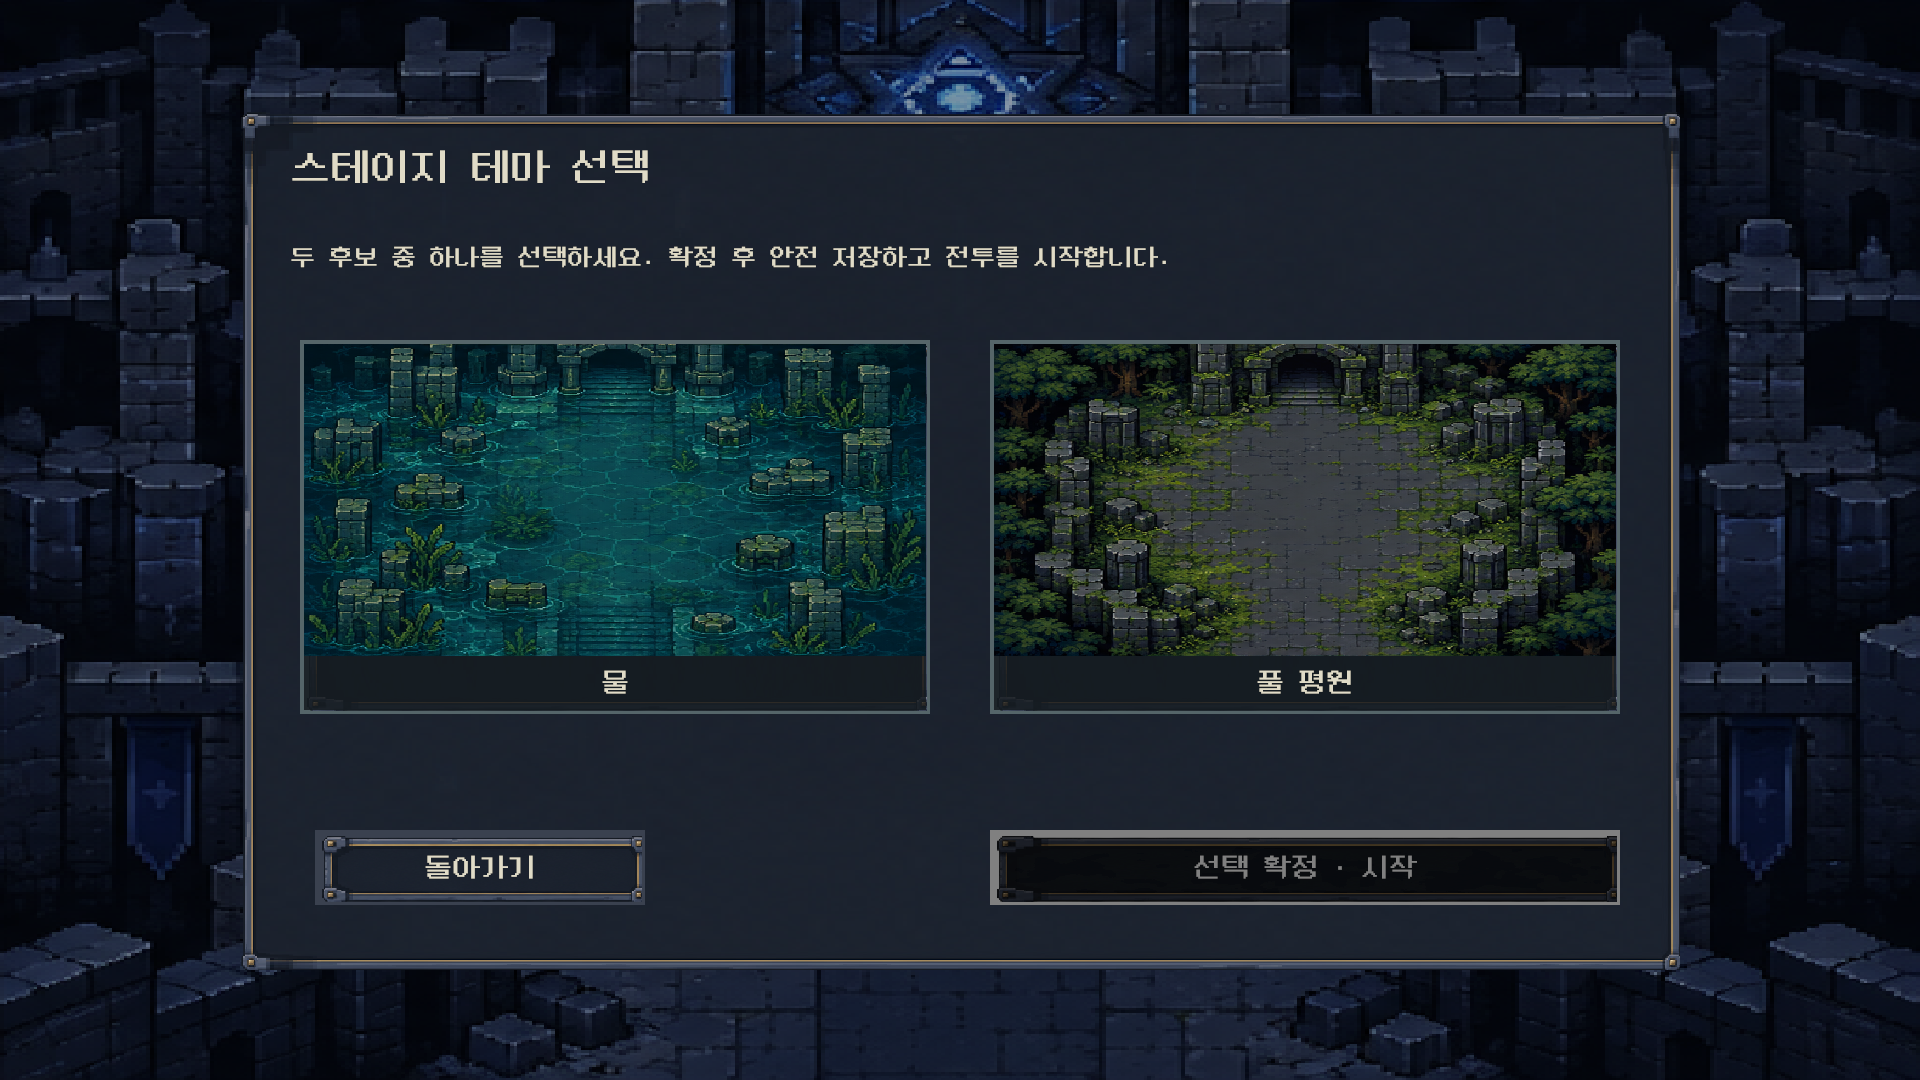 스테이지 테마 선택
두 후보 중 하나를 선택하세요. 확정 후 안전 저장하고 전투를 시작합니다.
물
풀 평원
돌아가기
선택 확정 · 시작